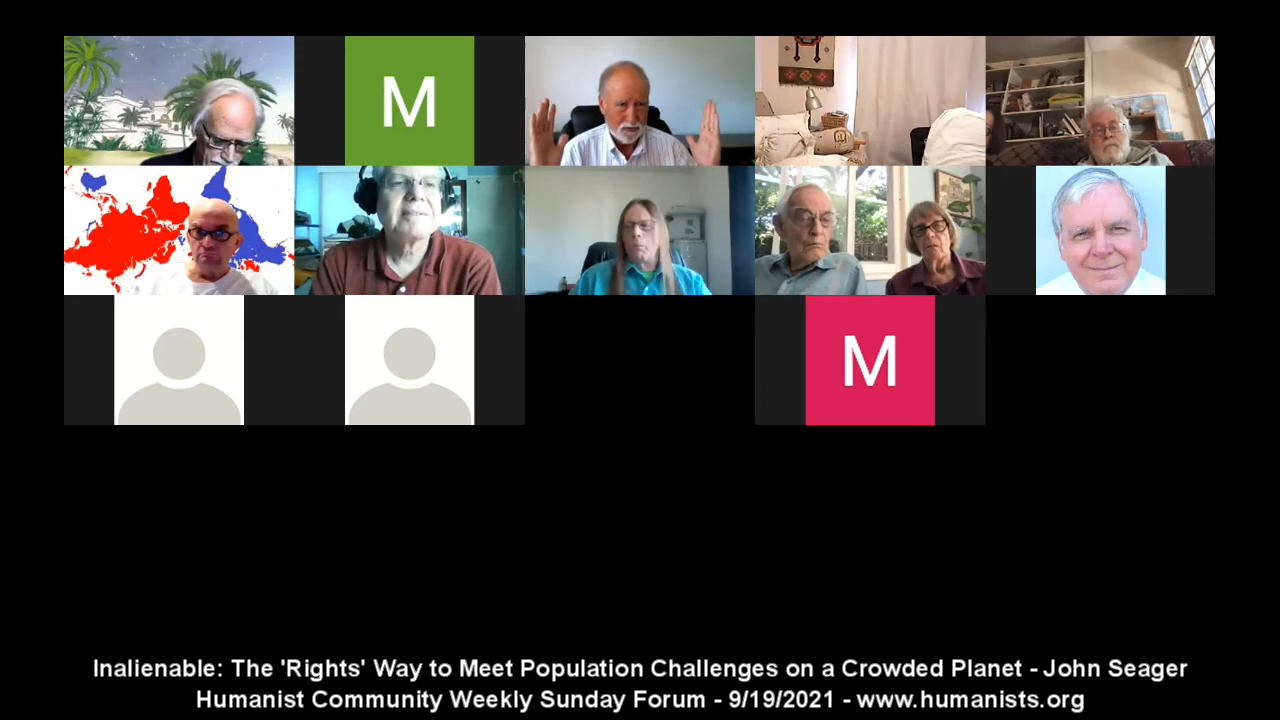 M
M
Inalienable: The 'Rights' Way to Meet Population Challenges on a Crowded Planet - John Seager
Humanist Community Weekly Sunday Forum - 9/19/2021 - www.humanists.org